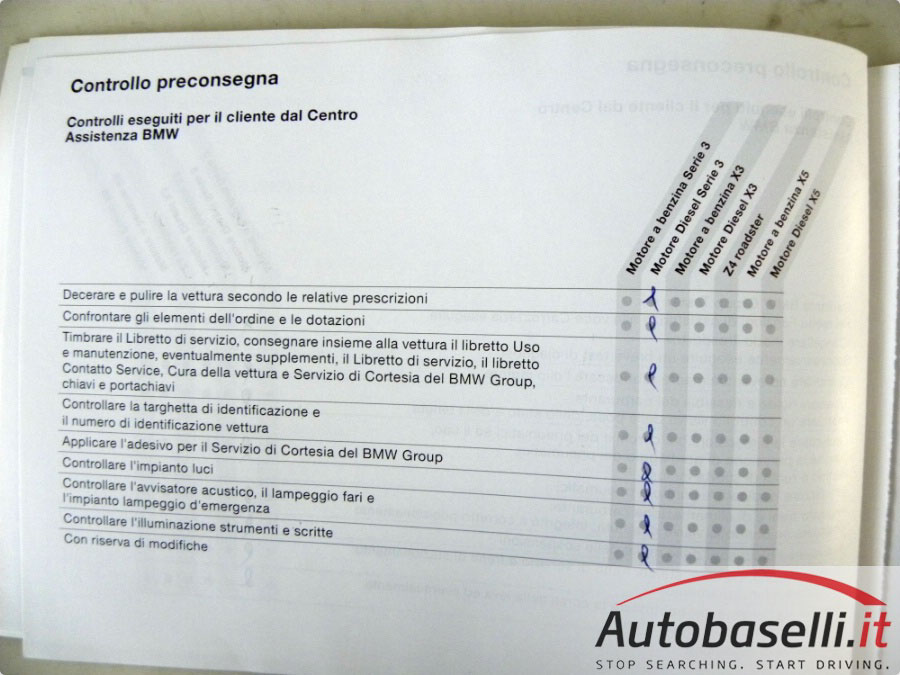 Controllo preconsegna
Controlli eseguiti per il cliente dal Centro
Assistenza BMW
Motore a benzina Serie 3
Motore Diesel Serie 3
Motore a benzina X3
Motore Diesel X3
Z4 roadster
Motore a benzina X5
Motore Diesel X5
Decerare e pulire la vettura secondo le relative prescrizioni
Confrontare gli elementi dell'ordine e le dotazioni
Timbrare il Libretto di servizio, consegnare insieme alla vettura il libretto Uso
e manutenzione, eventualmente supplementi, il Libretto di servizio, il libretto
Contatto Service, Cura della vettura e Servizio di Cortesia del BMW Group,
chiavi e portachiavi
Controllare la targhetta di identificazione e
il numero di identificazione vettura
Applicare l'adesivo per il Servizio di Cortesia del BMW Group
Controllare l'impianto luci
Controllare l'avvisatore acustico, il lampeggio fari e
l'impianto lampeggio d'emergenza
Controllare l'illuminazione strumenti e scritte
Con riserva di modifiche
Autobaselli.it
STOP SEARCHING. START DRIVING.